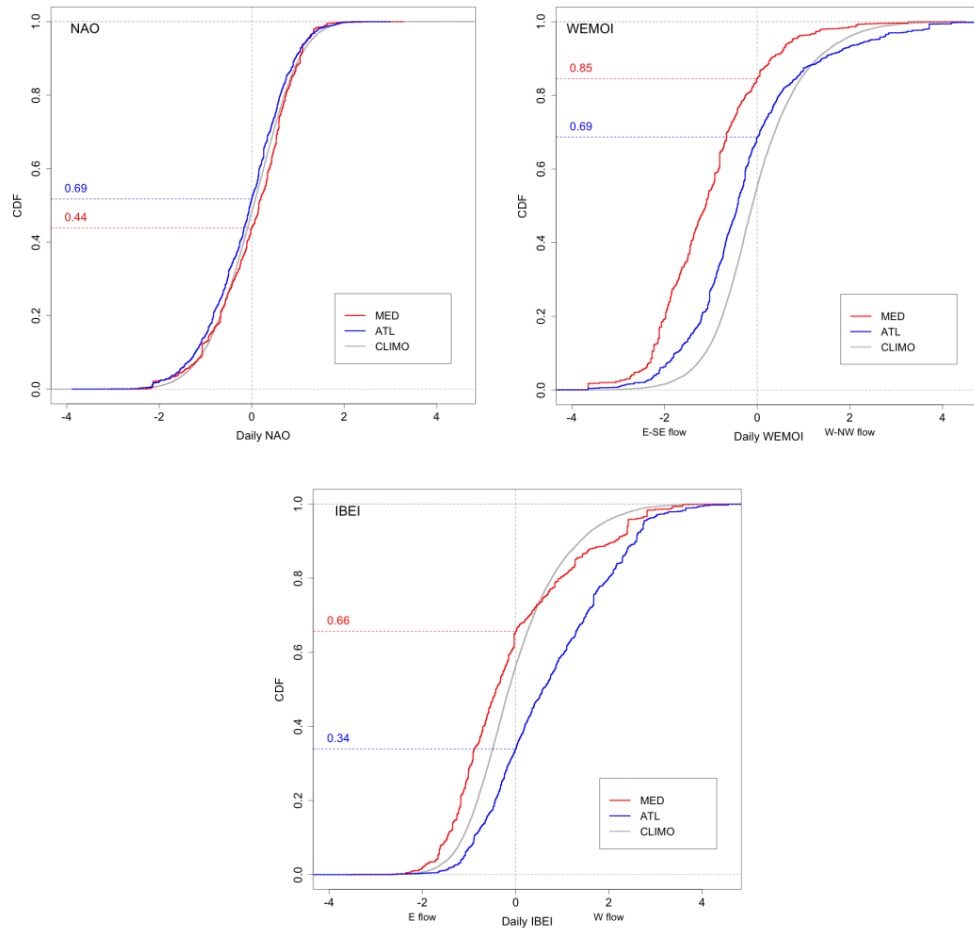 NAO
CDF
1.0
0.8
0.6
0.4
0.2
0.0
0.69
0.44
MED
ATL
CLIMO
-4 -2 0 2 4
Daily NAO
WEMOI
CDF
1.0
0.8
0.6
0.4
0.2
0.0
0.85
0.69
MED
ATL
CLIMO
-4 -2 0 2 4
E-SE flow Daily WEMOI W-NW flow
IBEI
CDF
1.0
0.8
0.6
0.4
0.2
0.0
0.66
0.34
MED
ATL
CLIMO
-4 -2 0 2 4
E flow Daily IBEI W flow